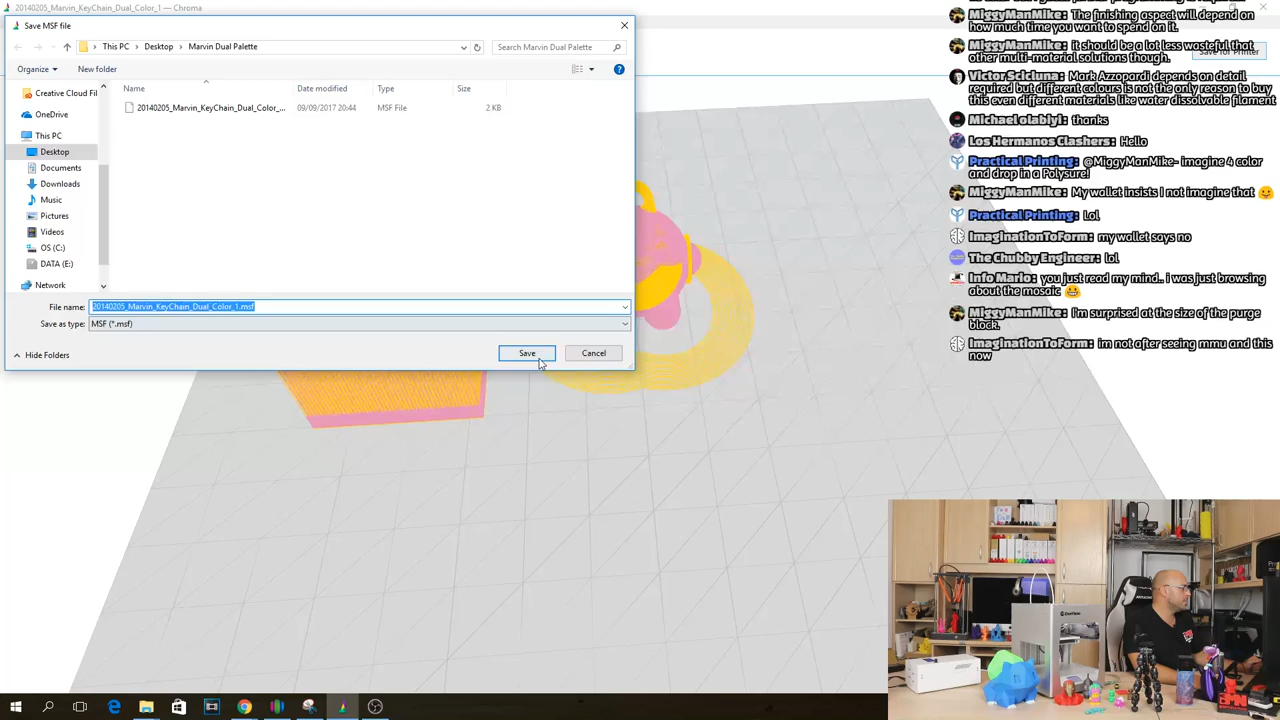 20140205_Marvin_KeyChain_Dual_Color_1 — Chroma
Save MSF file
This PC
Desktop
Marvin Dual Palette
Search Marvin Dual Palette
Organize
New folder
Name
Date modified
Type
Size
20140205_Marvin_KeyChain_Dual_Color_...
09/09/2017 20:44
MSF File
2 KB
Creative Cloud Fil
OneDrive
This PC
Desktop
Documents
Downloads
Music
Pictures
Videos
OS (C:)
DATA (E:)
Network
File name:
20140205_Marvin_KeyChain_Dual_Color_1.msf
Save as type:
MSF (*.msf)
Hide Folders
Save
Cancel
Save for Printer
MiggyManMike: The finishing aspect will depend on
how much time you want to spend on it.
MiggyManMike: it should be a lot less wasteful that
other multi-material solutions though.
Victor Scicluna: Mark Azzopardi depends on detail
required but different colours is not the only reason to buy
this even different materials like water dissolvable filament
Michael olabiyi: thanks
Los Hermanos Clashers: Hello
Practical Printing: @MiggyManMike- imagine 4 color
and drop in a Polysure!
MiggyManMike: My wallet insists I not imagine that
Practical Printing: Lol
ImaginationToForm: my wallet says no
The Chubby Engineer: lol
Info Mario: you just read my mind.. i was just browsing
about the mosaic
MiggyManMike: I'm surprised at the size of the purge
block.
ImaginationToForm: im not after seeing mmu and this
now